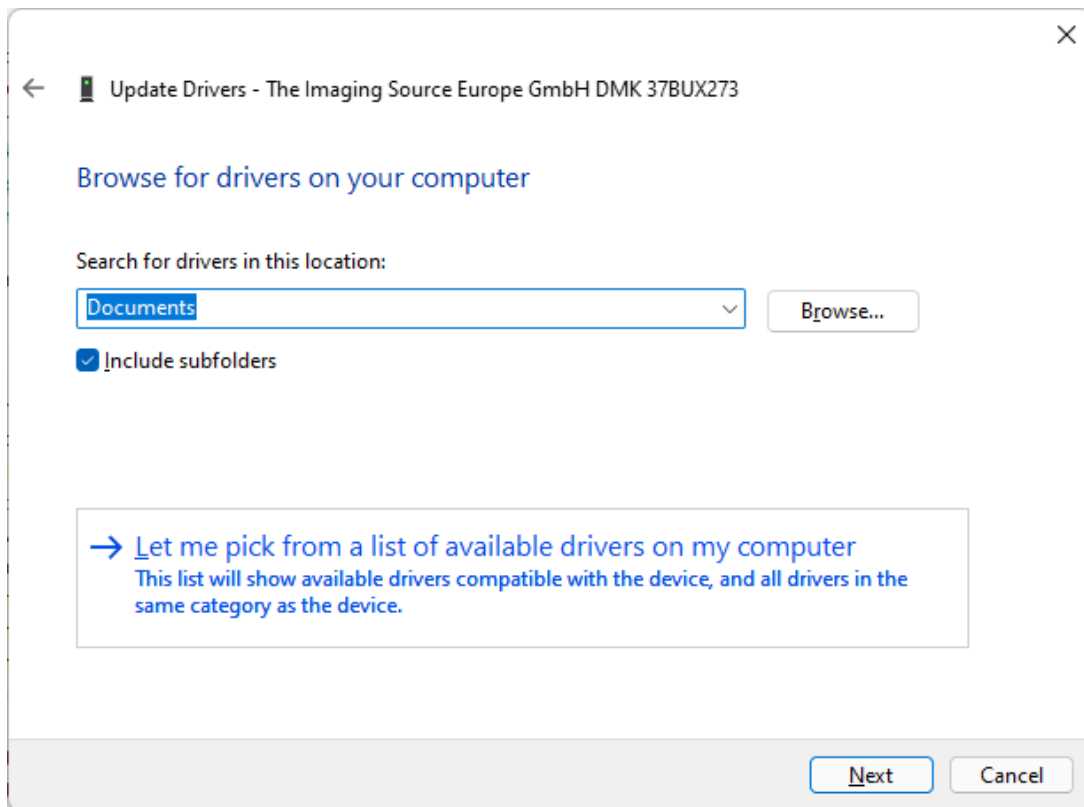 Update Drivers - The Imaging Source Europe GmbH DMK 37BUX273
Browse for drivers on your computer
Search for drivers in this location:
Documents
Browse...
Include subfolders
Let me pick from a list of available drivers on my computer
This list will show available drivers compatible with the device, and all drivers in the
same category as the device.
Next
Cancel